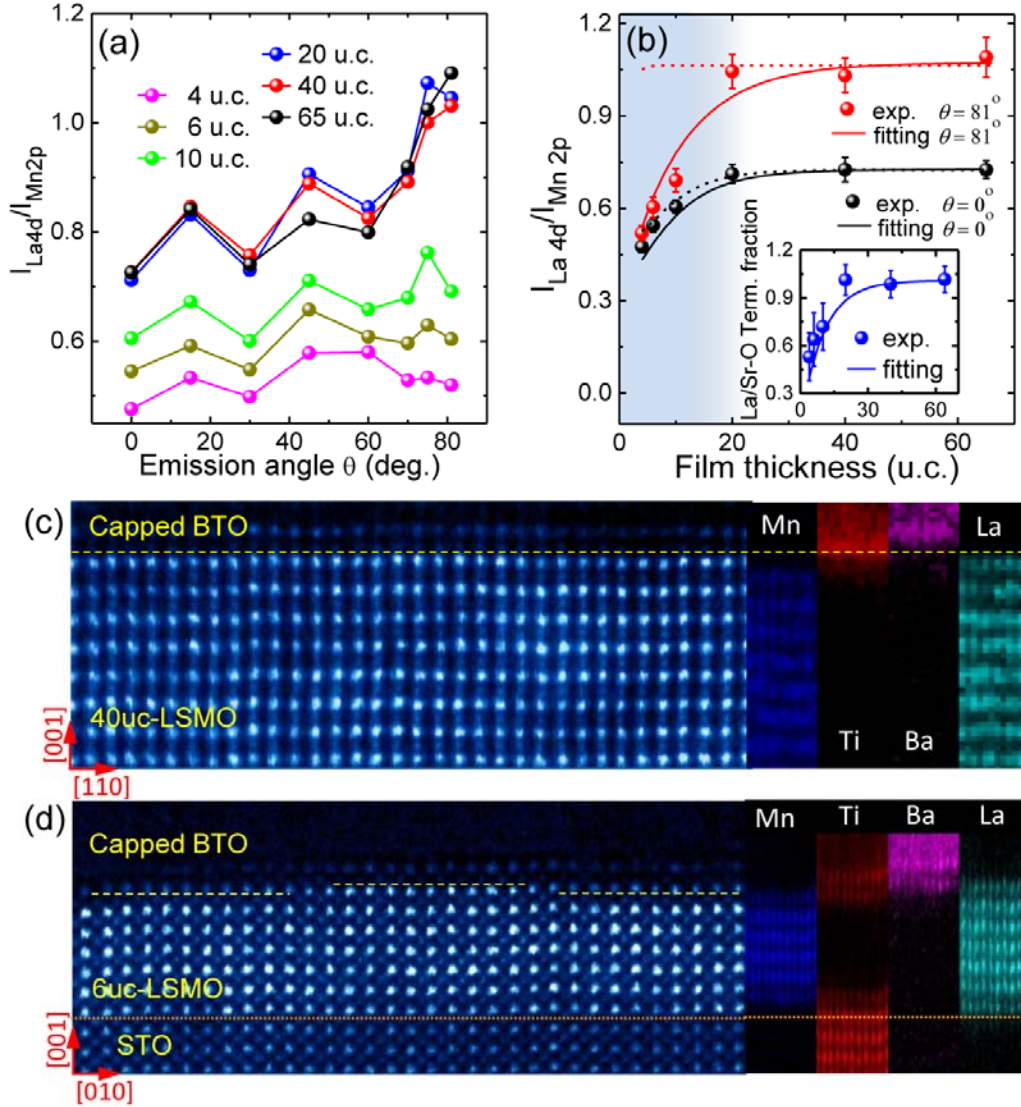 (a)
20 u.c.
40 u.c.
65 u.c.
4 u.c.
6 u.c.
10 u.c.
1.2
1.0
0.8
0.6
I_La4d/I_Mn2p
0 20 40 60 80
Emission angle θ (deg.)
(b)
1.2
0.9
0.6
0.3
0.0
I_La 4d/I_Mn 2p
exp. θ = 81°
fitting θ = 81°
exp. θ = 0°
fitting θ = 0°
La/Sr-O Term. fraction
1.5
1.2
0.9
0.6
0.3
exp.
fitting
0 30 60
0 20 40 60
Film thickness (u.c.)
(c)
Capped BTO
40uc-LSMO
[001]
[110]
Mn
Ti
Ba
La
(d)
Capped BTO
6uc-LSMO
STO
[001]
[010]
Mn
Ti
Ba
La